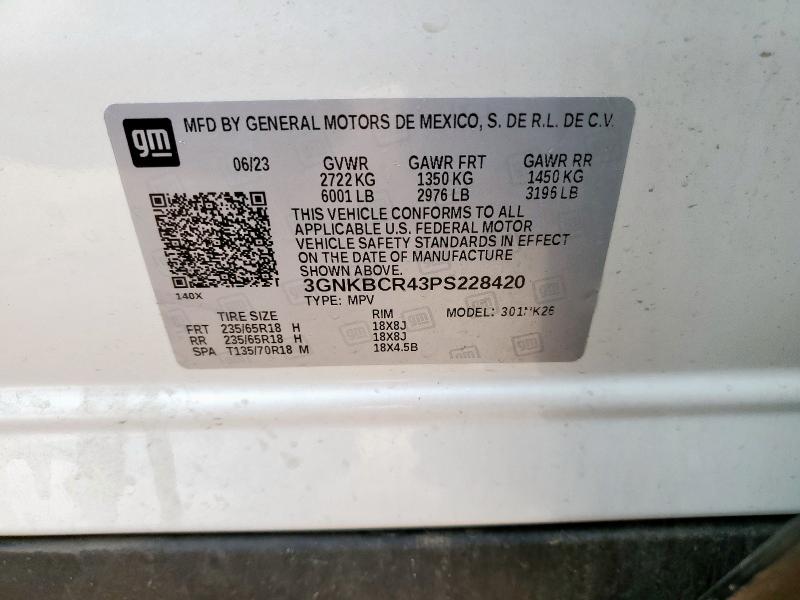 gm MFD BY GENERAL MOTORS DE MEXICO, S. DE R.L. DE C.V.
06/23 GVWR GAWR FRT GAWR RR
2722 KG 1350 KG 1450 KG
6001 LB 2976 LB 3196 LB
THIS VEHICLE CONFORMS TO ALL
APPLICABLE U.S. FEDERAL MOTOR
VEHICLE SAFETY STANDARDS IN EFFECT
ON THE DATE OF MANUFACTURE
SHOWN ABOVE.
140X 3GNKBCR43PS228420
TYPE: MPV
TIRE SIZE RIM MODEL:
FRT 235/65R18 H 18X8J
RR 235/65R18 H 18X8J
SPA T135/70R18 M 18X4.5B